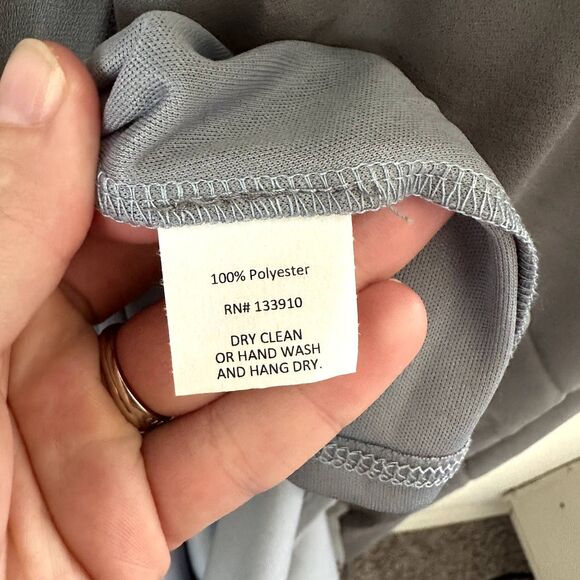 100% Polyester
RN# 133910
DRY CLEAN
OR HAND WASH
AND HANG DRY.